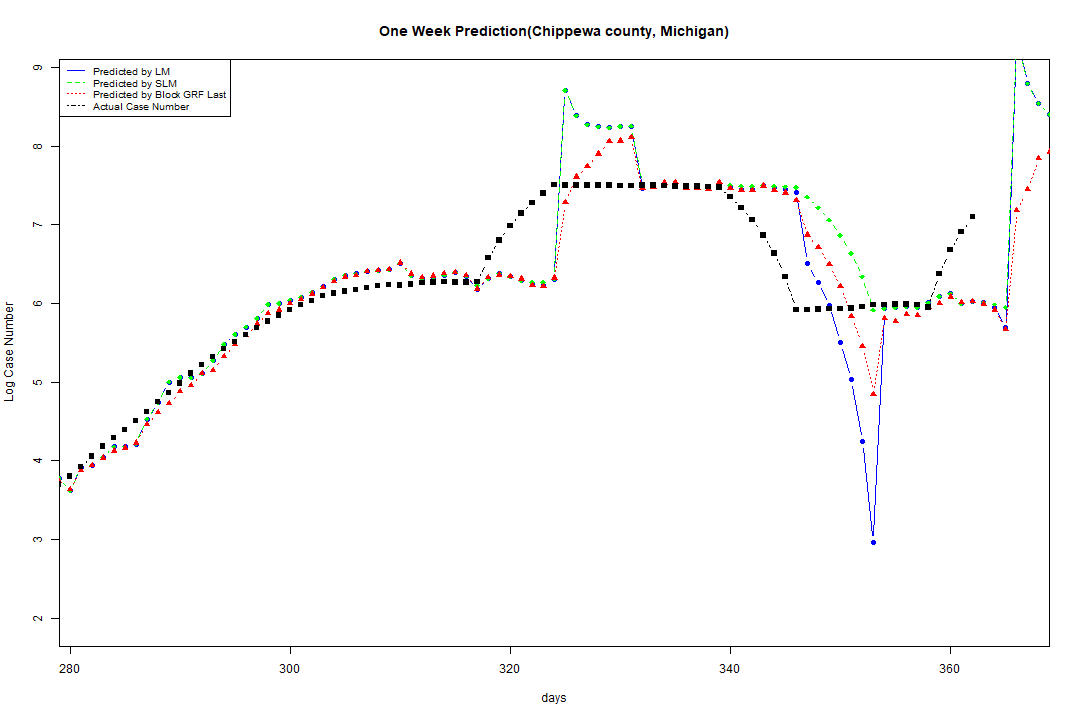 One Week Prediction(Chippewa county, Michigan)
Predicted by LM
Predicted by SLM
Predicted by Block GRF Last
Actual Case Number
9
8
7
6
5
4
3
2
Log Case Number
280 300 320 340 360
days